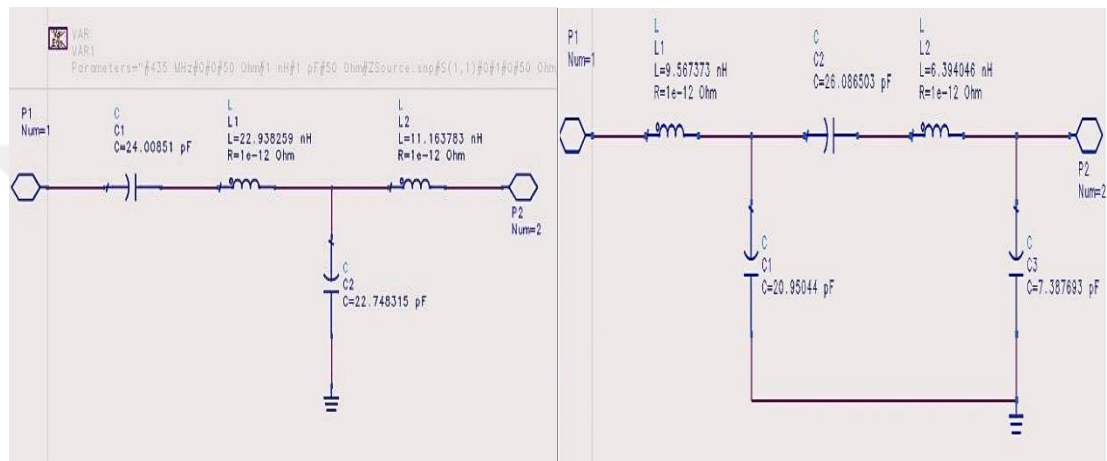 VAR
VAR1
Parameters="#435 MHz#0#0#50 Ohm#1 nH#1 pF#50 Ohm#ZSource.snp#S(1,1)#0#1#0#50 Ohm
P1
Num=1
C
C1
C=24.00851 pF
L
L1
L=22.938259 nH
R=1e-12 Ohm
L
L2
L=11.163783 nH
R=1e-12 Ohm
P2
Num=2
C
C2
C=22.748315 pF
P1
Num=1
L
L1
L=9.567373 nH
R=1e-12 Ohm
C
C2
C=26.086503 pF
L
L2
L=6.394046 nH
R=1e-12 Ohm
P2
Num=2
C
C1
C=20.95044 pF
C
C3
C=7.387693 pF